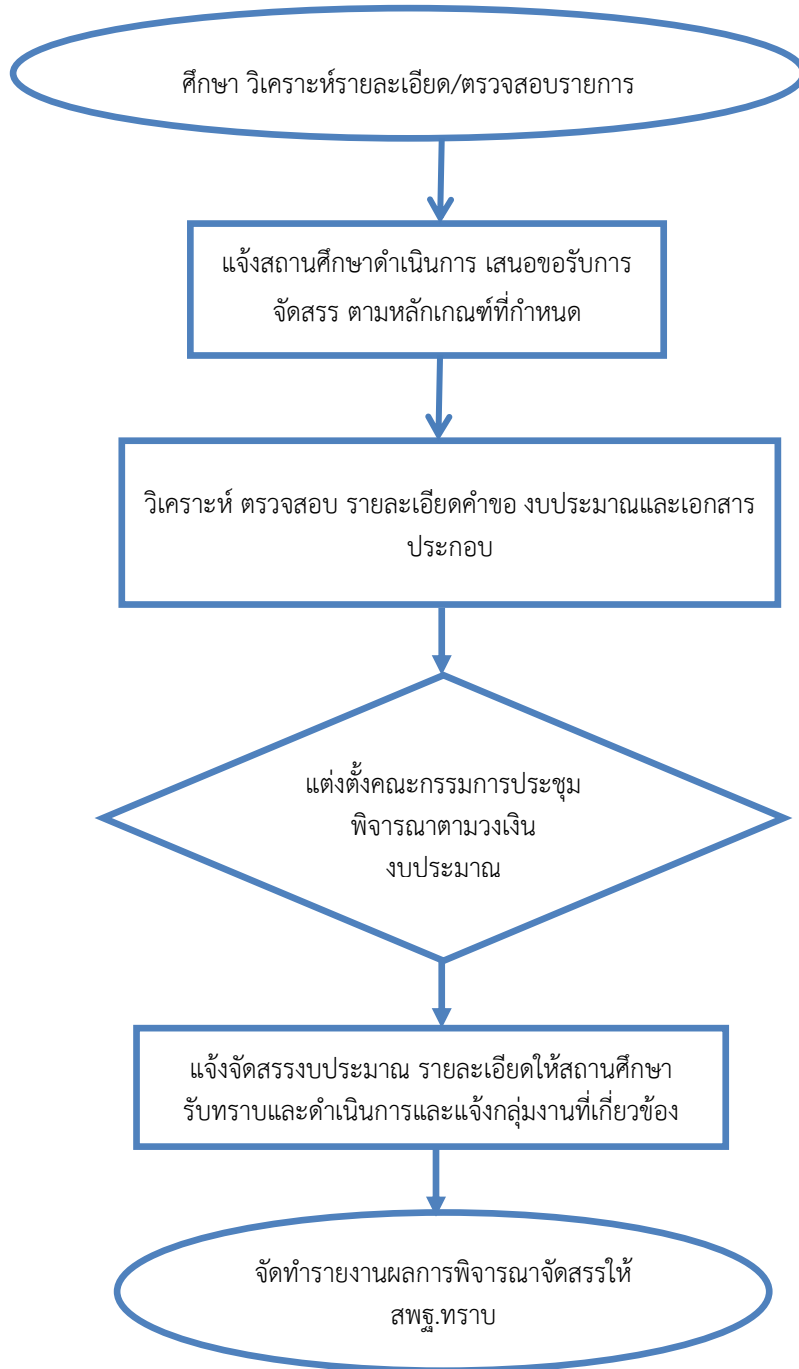 ศึกษา วิเคราะห์รายละเอียด/ตรวจสอบรายการ
แจ้งสถานศึกษาดำเนินการ เสนอขอรับการ
จัดสรร ตามหลักเกณฑ์ที่กำหนด
วิเคราะห์ ตรวจสอบ รายละเอียดคำขอ งบประมาณและเอกสาร
ประกอบ
แต่งตั้งคณะกรรมการประชุม
พิจารณาตามวงเงิน
งบประมาณ
แจ้งจัดสรรงบประมาณ รายละเอียดให้สถานศึกษา
รับทราบและดำเนินการและแจ้งกลุ่มงานที่เกี่ยวข้อง
จัดทำรายงานผลการพิจารณาจัดสรรให้
สพฐ.ทราบ